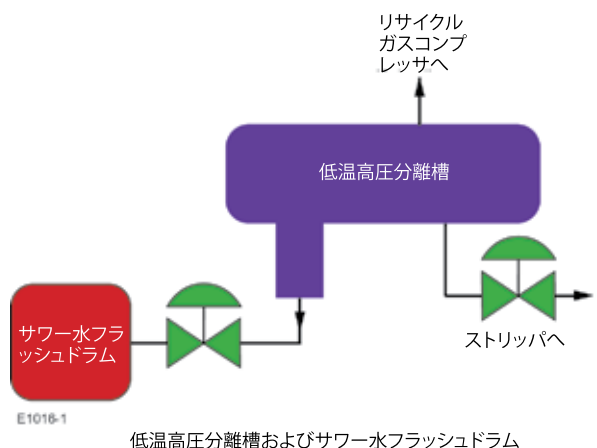 リサイクル
ガスコンプ
レッサへ
低温高圧分離槽
サワー水フラ
ッシュドラム
ストリッパへ
E1016-1
低温高圧分離槽およびサワー水フラッシュドラム